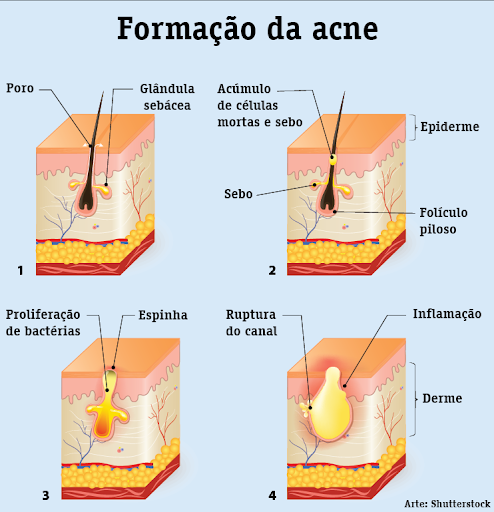 Formação da acne
Poro
Glândula
sebácea
1
Acúmulo
de células
mortas e sebo
Epiderme
Sebo
Folículo
piloso
2
Proliferação
de bactérias
Espinha
3
Ruptura
do canal
Inflamação
Derme
4
Arte: Shutterstock